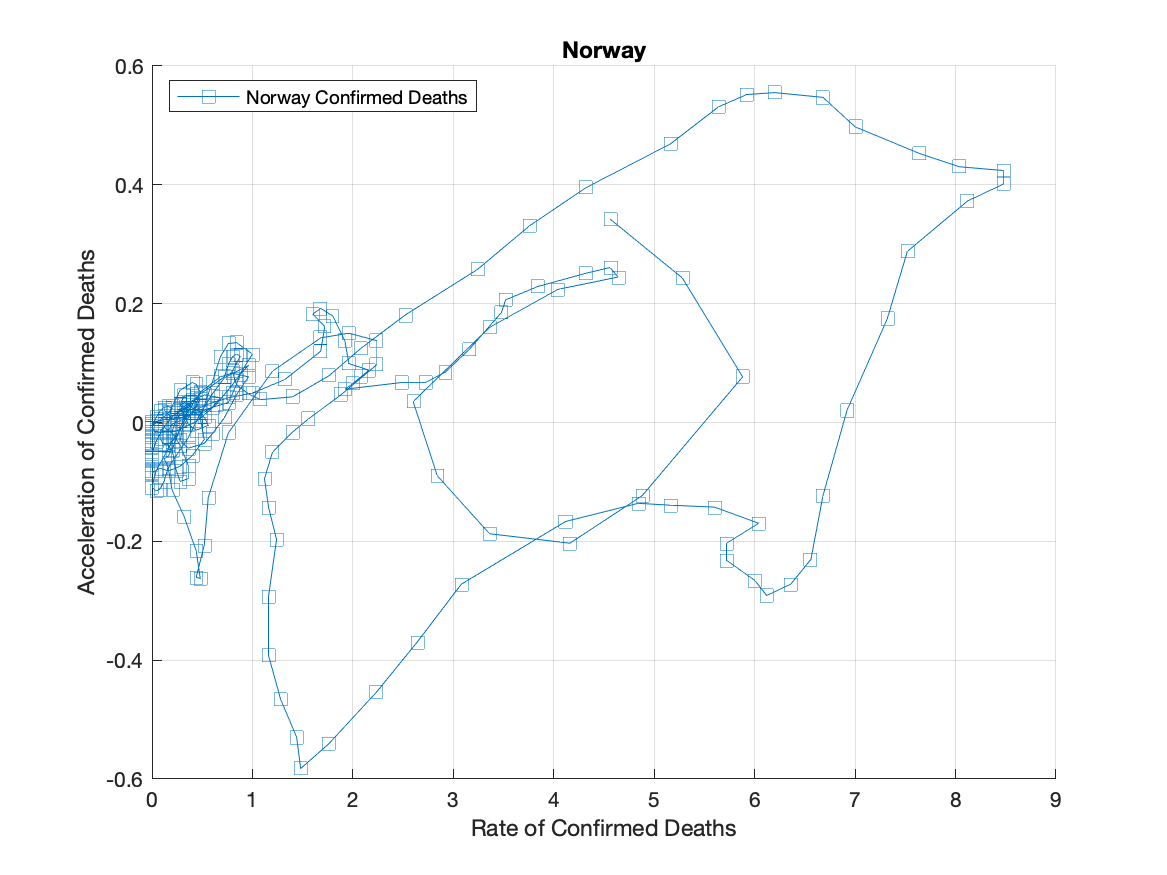 Norway
Norway Confirmed Deaths
0.6
0.4
0.2
0
-0.2
-0.4
-0.6
Acceleration of Confirmed Deaths
0 1 2 3 4 5 6 7 8 9
Rate of Confirmed Deaths